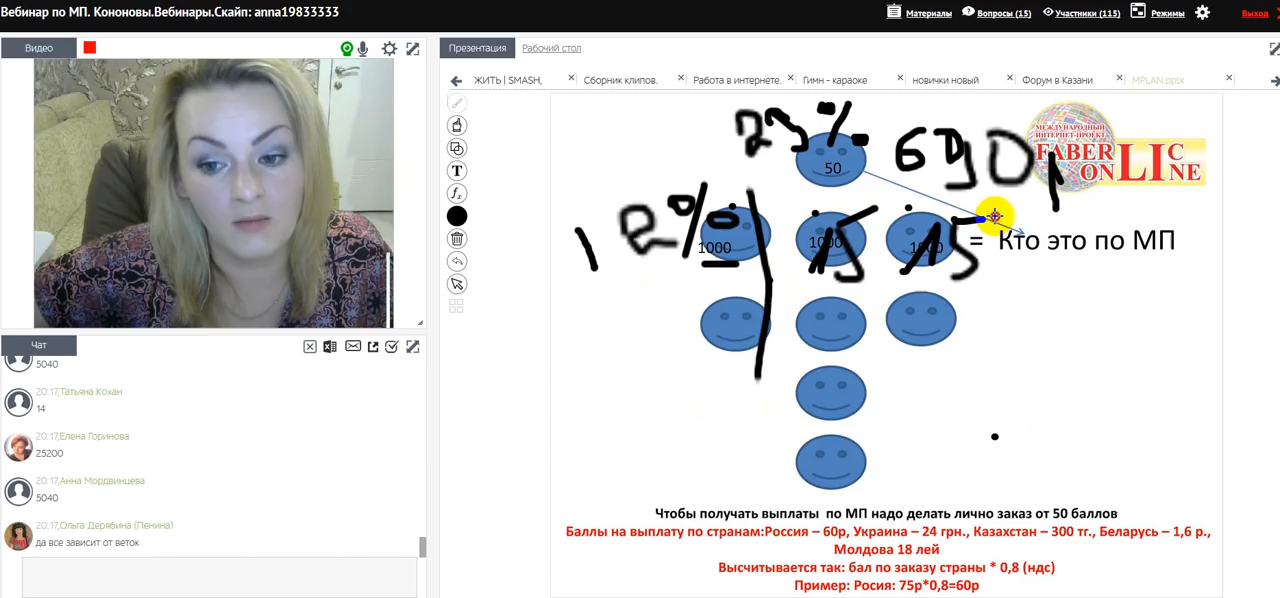 Вебинар по МП. Кононовы.Вебинары.Скайп: anna19833333
Материалы
Вопросы (15)
Участники (115)
Режимы
Выход
Видео
Презентация
Рабочий стол
ЖИТЬ | SMASH,
Сборник клипов.
Работа в интернете.
Гимн - караоке
новички новый
Форум в Казани
MPLAN.pptx
T
fx
23%
50
6930р
МЕЖДУНАРОДНЫЙ
ИНТЕРНЕТ-ПРОЕКТ
FABERLIC
ONLINE
12%
1000
15
15
= Кто это по МП
Чат
5040
20:17,Татьяна Кохан
14
20:17,Елена Горинова
25200
20:17,Анна Мордвинцева
5040
20:17,Ольга Дерябина (Пенина)
да все зависит от веток
Чтобы получать выплаты по МП надо делать лично заказ от 50 баллов
Баллы на выплату по странам:Россия – 60р, Украина – 24 грн., Казахстан – 300 тг., Беларусь – 1,6 р.,
Молдова 18 лей
Высчитывается так: бал по заказу страны * 0,8 (ндс)
Пример: Росия: 75р*0,8=60р